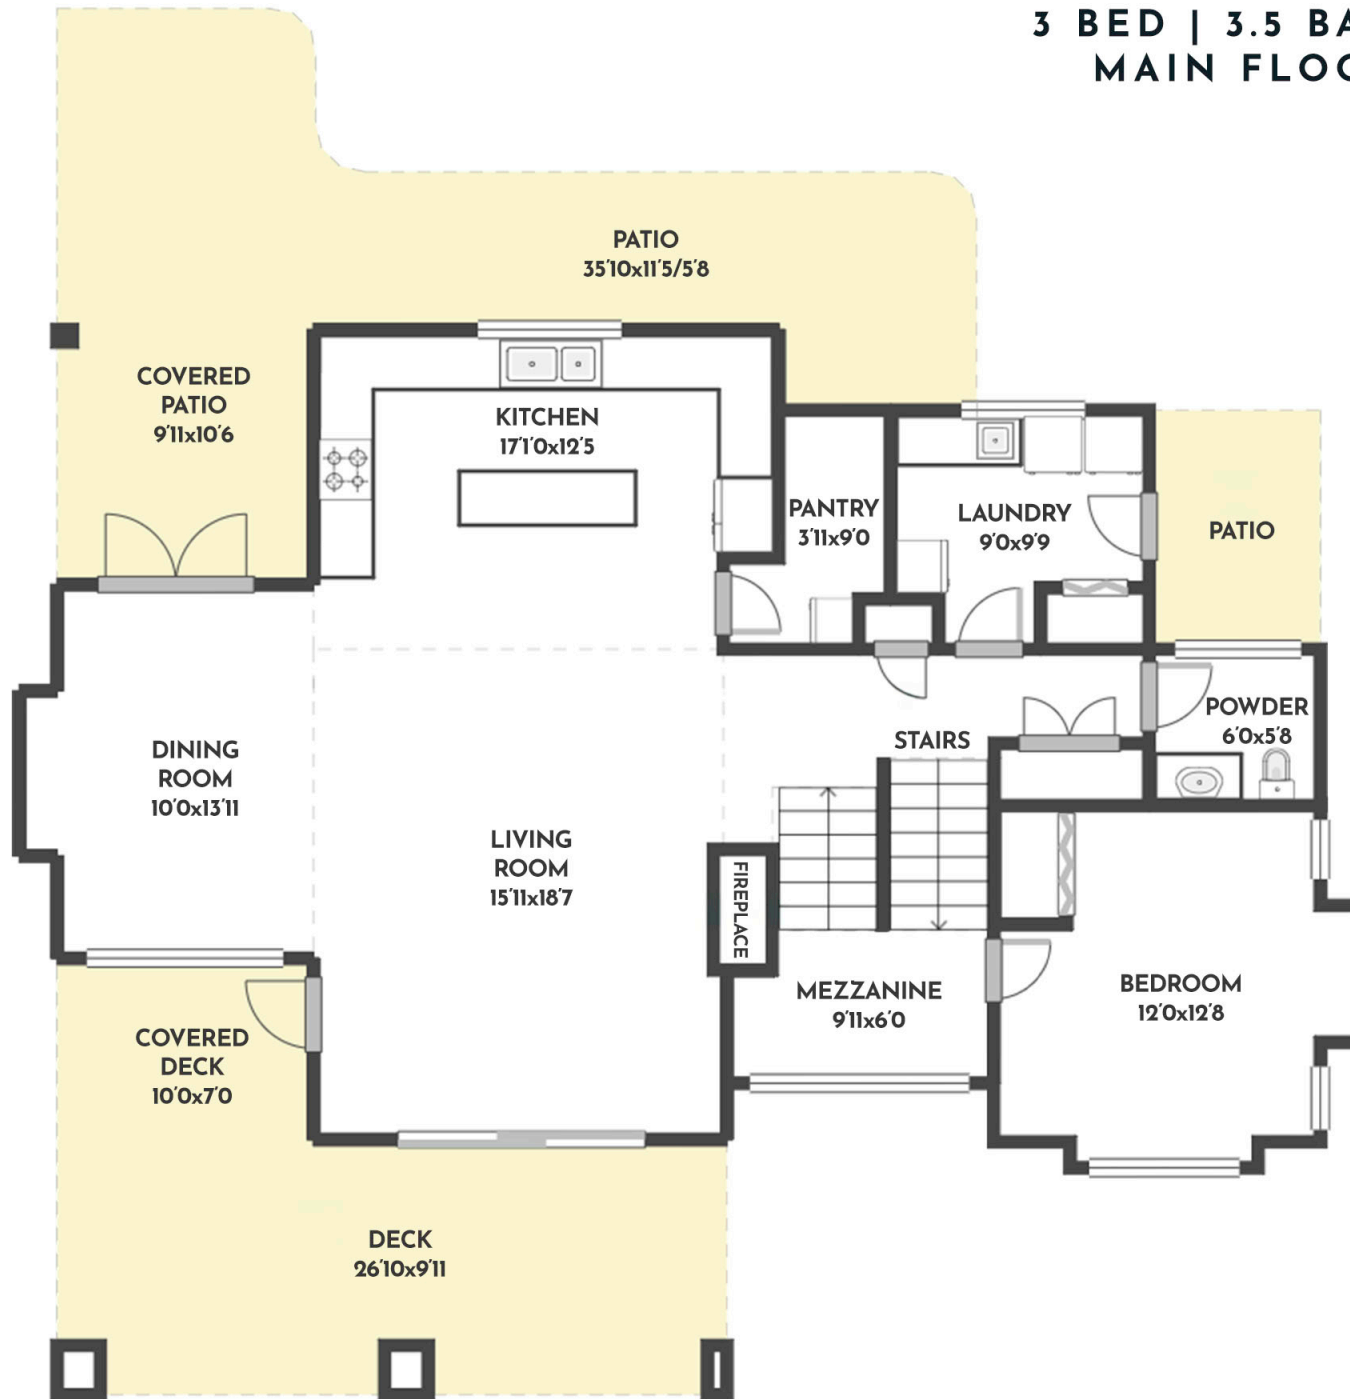 3 BED | 3.5 BA
MAIN FLOO
PATIO
35'10x11'5/5'8
COVERED
PATIO
9'11x10'6
KITCHEN
17'1'0x12'5
PANTRY
3'11x9'0
LAUNDRY
9'0x9'9
PATIO
POWDER
6'0x5'8
STAIRS
DINING
ROOM
10'0x13'11
LIVING
ROOM
15'11x18'7
FIREPLACE
MEZZANINE
9'11x6'0
BEDROOM
12'0x12'8
COVERED
DECK
10'0x7'0
DECK
26'10x9'11